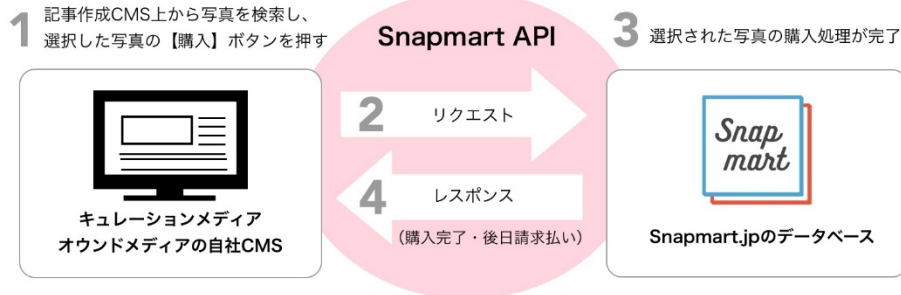 1
記事作成CMS上から写真を検索し、
選択した写真の【購入】ボタンを押す
Snapmart API
3 選択された写真の購入処理が完了
2 リクエスト
4 レスポンス
（購入完了・後日請求払い）
キュレーションメディア
オウンドメディアの自社CMS
Snap
mart
Snapmart.jpのデータベース